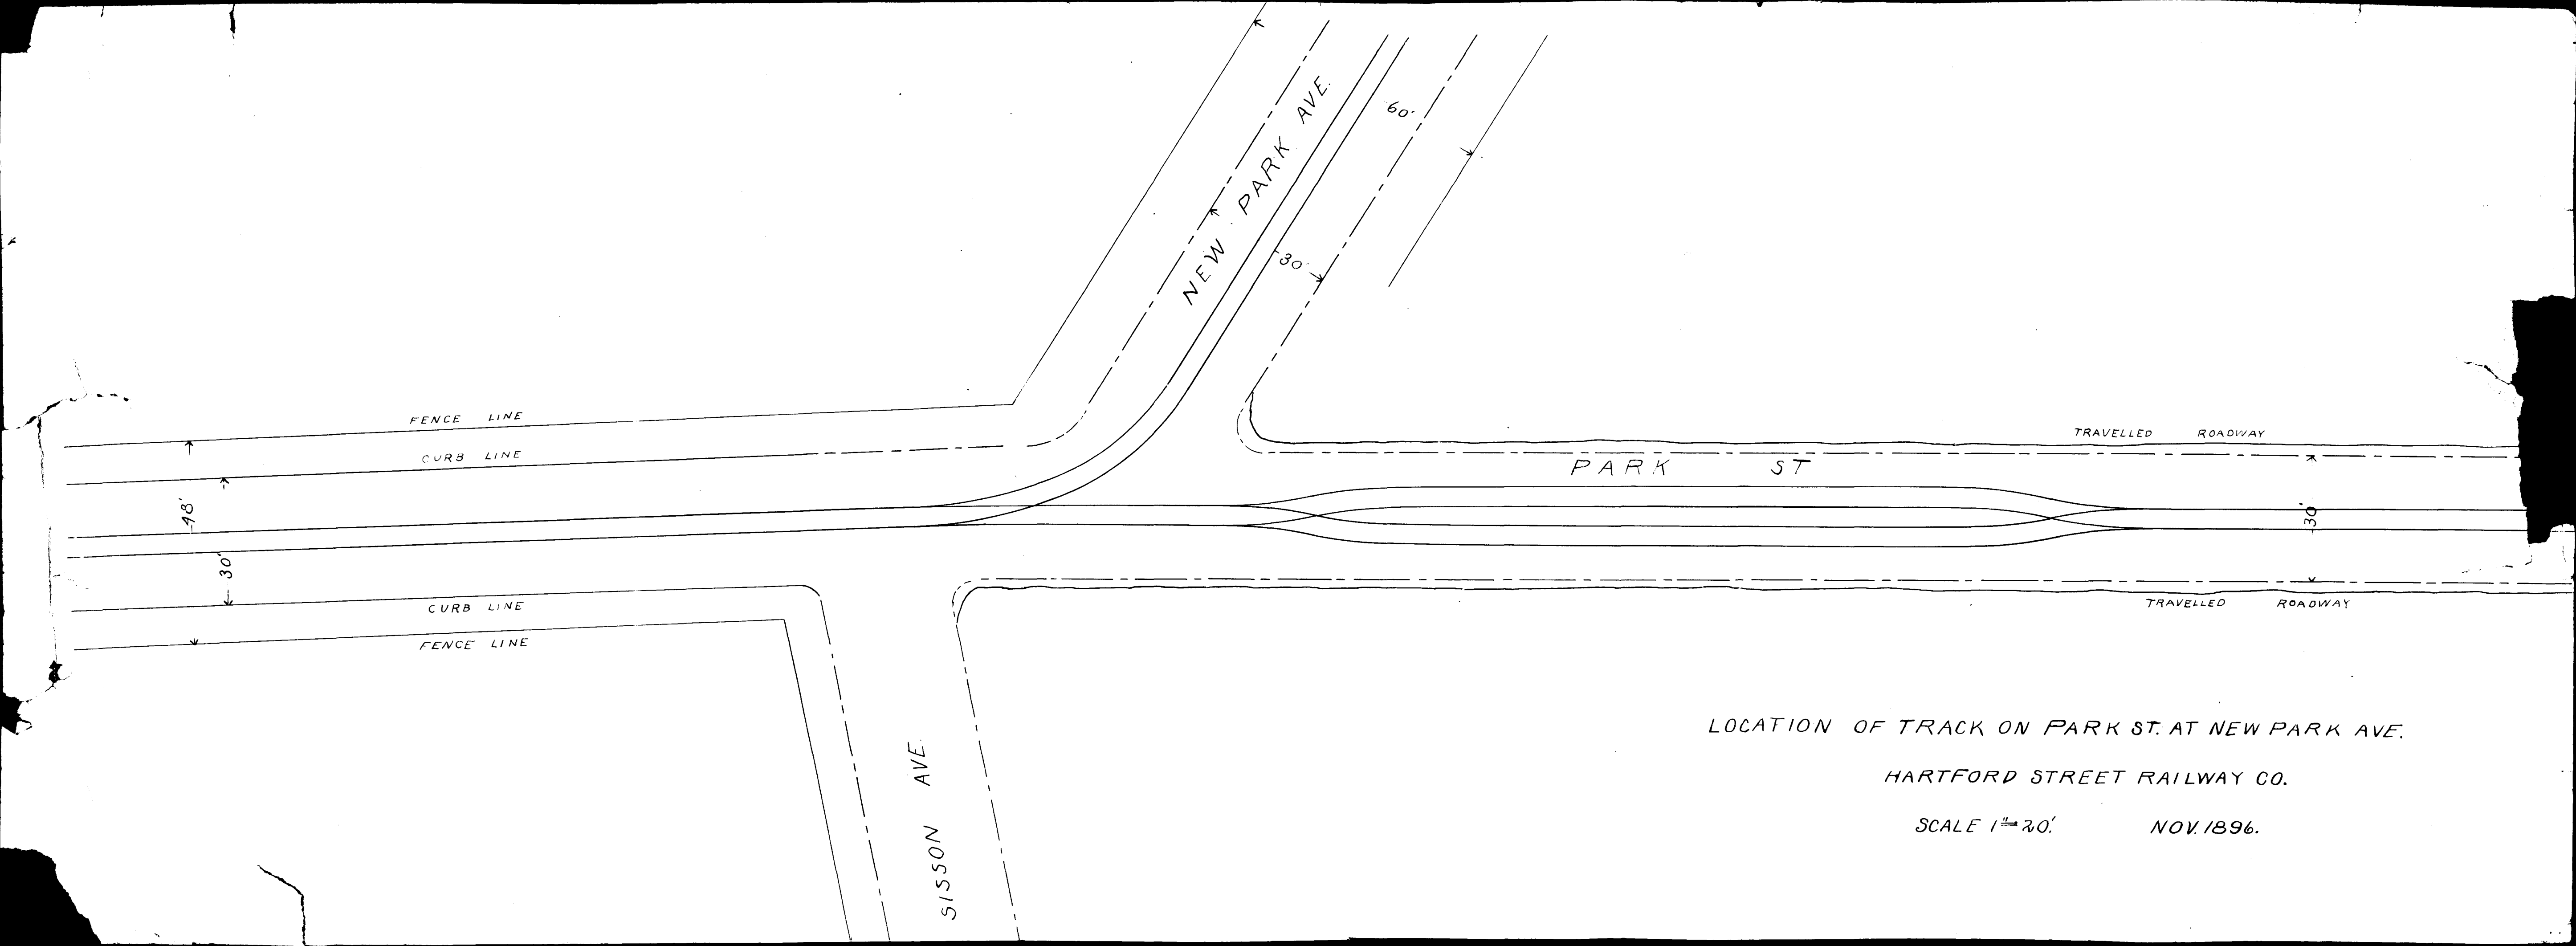 NEW PARK AVE.
60'
30'
FENCE LINE
CURB LINE
48'
30'
CURB LINE
FENCE LINE
TRAVELLED ROADWAY
PARK ST
30'
TRAVELLED ROADWAY
SISSON AVE.
LOCATION OF TRACK ON PARK ST. AT NEW PARK AVE.
HARTFORD STREET RAILWAY CO.
SCALE 1"=20'. NOV. 1896.